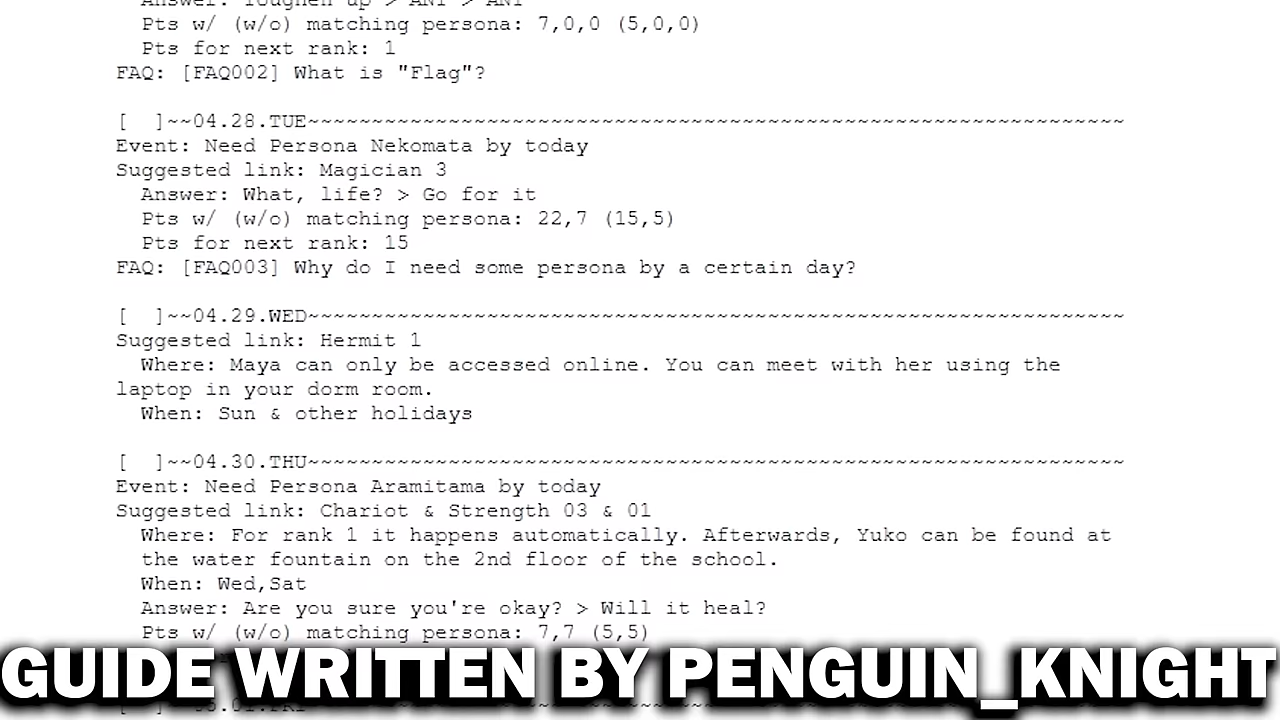 Answer: Toughen up > ANY > ANY
Pts w/ (w/o) matching persona: 7,0,0 (5,0,0)
Pts for next rank: 1
FAQ: [FAQ002] What is "Flag"?
[  ]~~04.28.TUE~~~~~~~~~~~~~~~~~~~~~~~~~~~~~~~~~~~~~~~~~~~~~~~~~~~~~~~~~~~~~~~~
Event: Need Persona Nekomata by today
Suggested link: Magician 3
Answer: What, life? > Go for it
Pts w/ (w/o) matching persona: 22,7 (15,5)
Pts for next rank: 15
FAQ: [FAQ003] Why do I need some persona by a certain day?
[  ]~~04.29.WED~~~~~~~~~~~~~~~~~~~~~~~~~~~~~~~~~~~~~~~~~~~~~~~~~~~~~~~~~~~~~~~~
Suggested link: Hermit 1
Where: Maya can only be accessed online. You can meet with her using the
laptop in your dorm room.
When: Sun & other holidays
[  ]~~04.30.THU~~~~~~~~~~~~~~~~~~~~~~~~~~~~~~~~~~~~~~~~~~~~~~~~~~~~~~~~~~~~~~~~
Event: Need Persona Aramitama by today
Suggested link: Chariot & Strength 03 & 01
Where: For rank 1 it happens automatically. Afterwards, Yuko can be found at
the water fountain on the 2nd floor of the school.
When: Wed,Sat
Answer: Are you sure you're okay? > Will it heal?
Pts w/ (w/o) matching persona: 7,7 (5,5)
GUIDE WRITTEN BY PENGUIN_KNIGHT